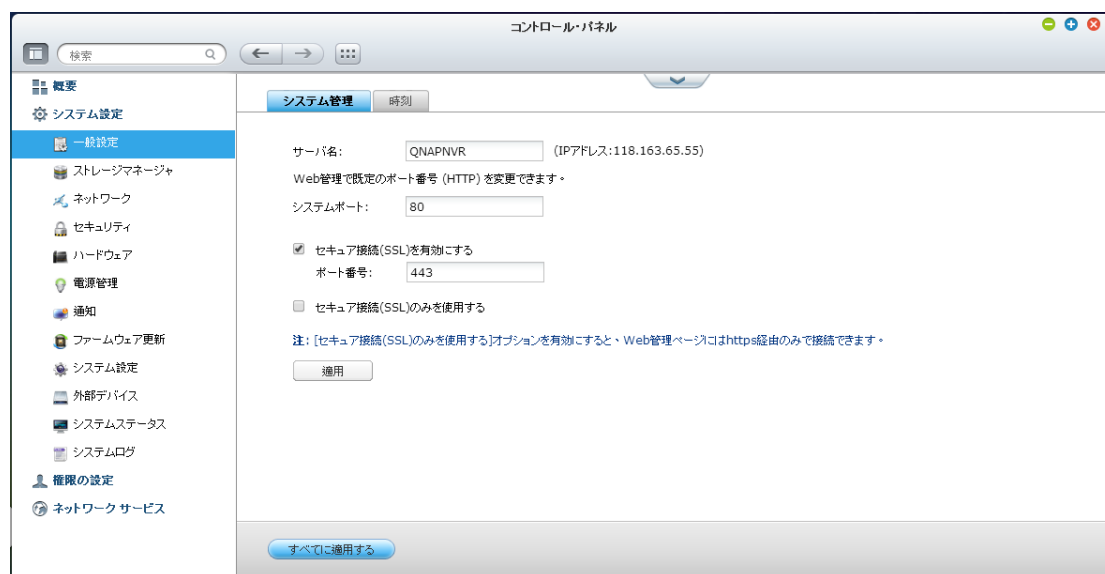 コントロール・パネル
検索
概要
システム設定
一般設定
ストレージマネージャ
ネットワーク
セキュリティ
ハードウェア
電源管理
通知
ファームウェア更新
システム設定
外部デバイス
システムステータス
システムログ
権限の設定
ネットワーク サービス
システム管理
時刻
サーバ名: QNAPNVR (IPアドレス:118.163.65.55)
Web管理で既定のポート番号 (HTTP) を変更できます。
システムポート: 80
セキュア接続(SSL)を有効にする
ポート番号: 443
セキュア接続(SSL)のみを使用する
注: [セキュア接続(SSL)のみを使用する]オプションを有効にすると、Web管理ページにはhttps経由のみで接続できます。
適用
すべてに適用する